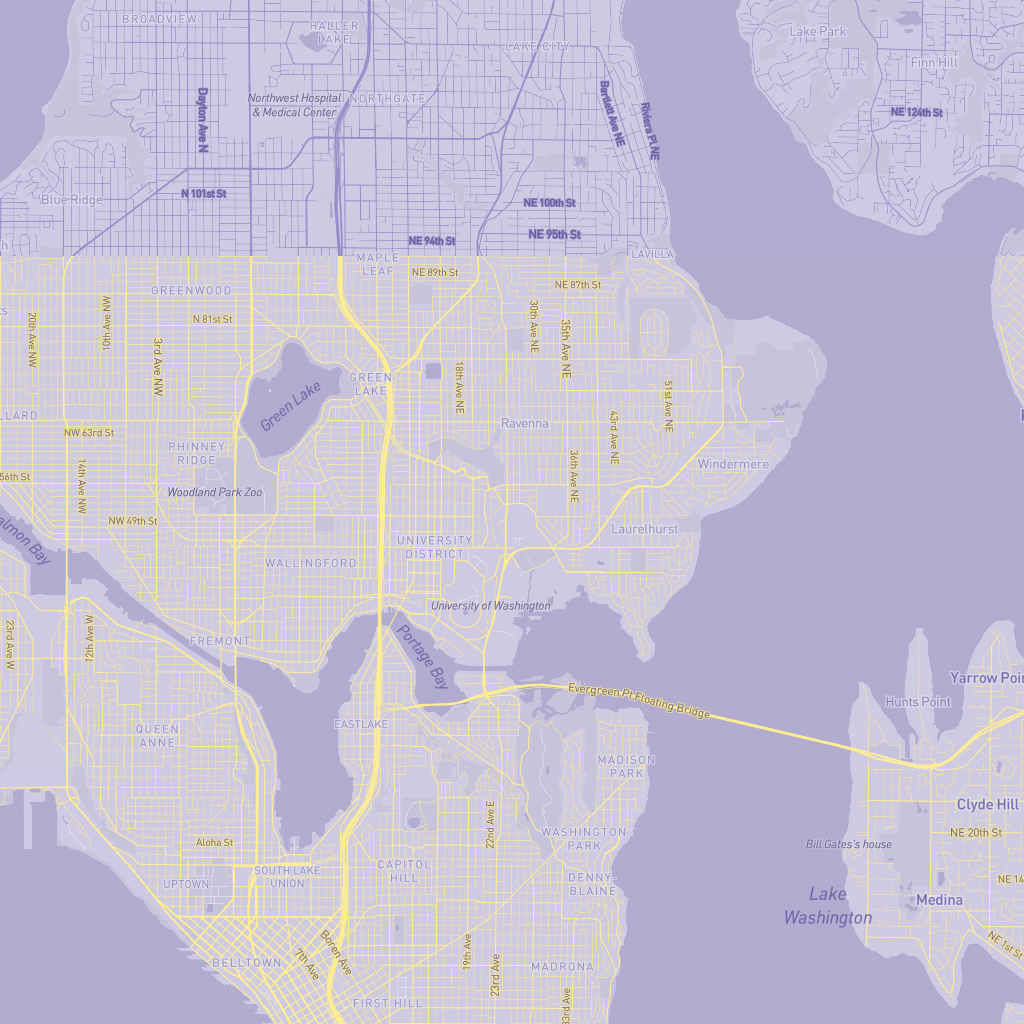 BROADVIEW
HALLER
LAKE
Lake Park
LAKE CITY
Finn Hill
Northwest Hospital
& Medical Center
NORTHGATE
Dayton Ave N
Bartlett Ave NE
Riviera Pl NE
NE 124th St
N 101st St
Blue Ridge
NE 100th St
NE 95th St
NE 94th St
LAVILLA
MAPLE
LEAF
NE 89th St
NE 87th St
GREENWOOD
20th Ave NW
10th Ave NW
N 81st St
30th Ave NE
35th Ave NE
3rd Ave NW
GREEN
LAKE
18th Ave NE
Green Lake
51st Ave NE
43rd Ave NE
Ravenna
NW 63rd St
PHINNEY
RIDGE
Windermere
14th Ave NW
36th Ave NE
56th St
Woodland Park Zoo
NW 49th St
Laurelhurst
UNIVERSITY
DISTRICT
WALLINGFORD
University of Washington
23rd Ave W
12th Ave W
FREMONT
Portage Bay
Evergreen Pt Floating Bridge
Hunts Point
EASTLAKE
QUEEN
ANNE
MADISON
PARK
Clyde Hill
22nd Ave E
WASHINGTON
PARK
NE 20th St
Aloha St
Bill Gates's house
CAPITOL
HILL
SOUTH LAKE
UNION
UPTOWN
DENNY-
BLAINE
Lake
Washington
Medina
Boren Ave
7th Ave
BELLTOWN
19th Ave
23rd Ave
MADRONA
NE 1st St
FIRST HILL
33rd Ave